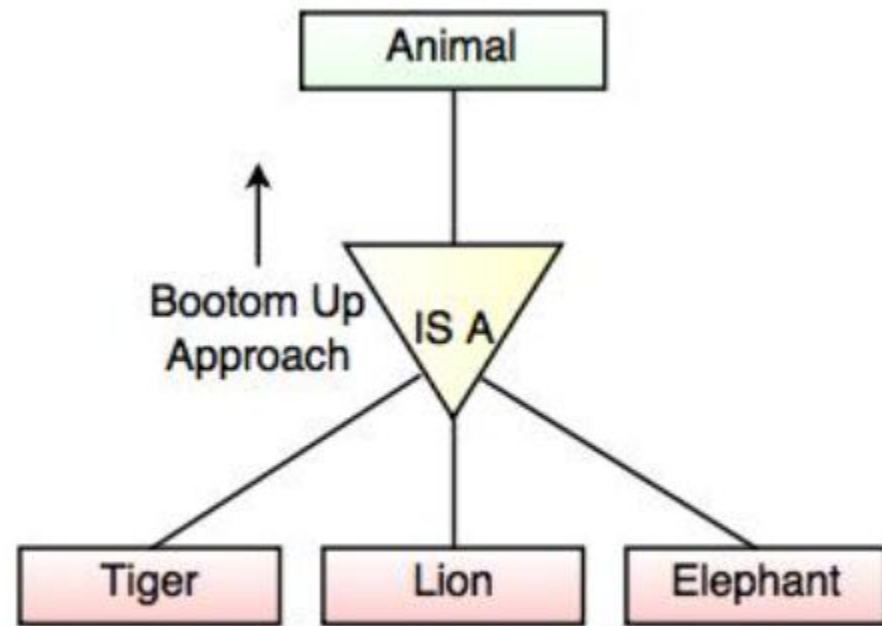 Animal
Bootom Up
Approach
IS A
Tiger
Lion
Elephant